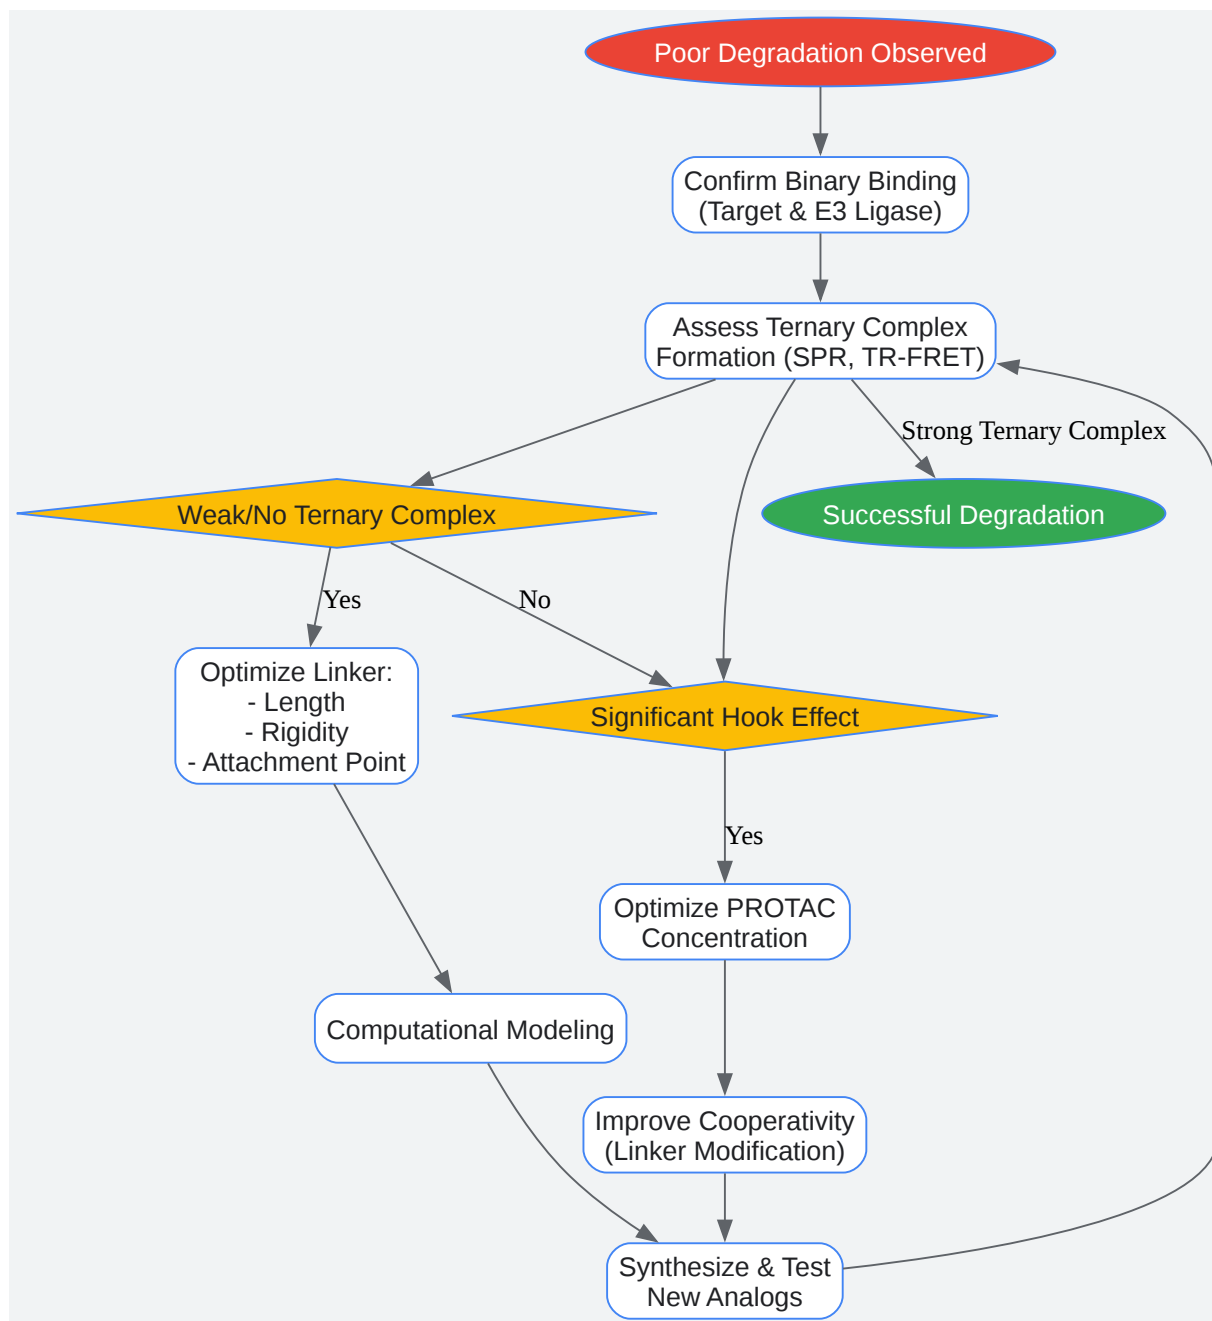 Poor Degradation Observed
Confirm Binary Binding
(Target & E3 Ligase)
Assess Ternary Complex
Formation (SPR, TR-FRET)
Strong Ternary Complex
Weak/No Ternary Complex
Successful Degradation
Yes
No
Optimize Linker:
- Length
- Rigidity
- Attachment Point
Significant Hook Effect
Yes
Optimize PROTAC
Concentration
Computational Modeling
Improve Cooperativity
(Linker Modification)
Synthesize & Test
New Analogs